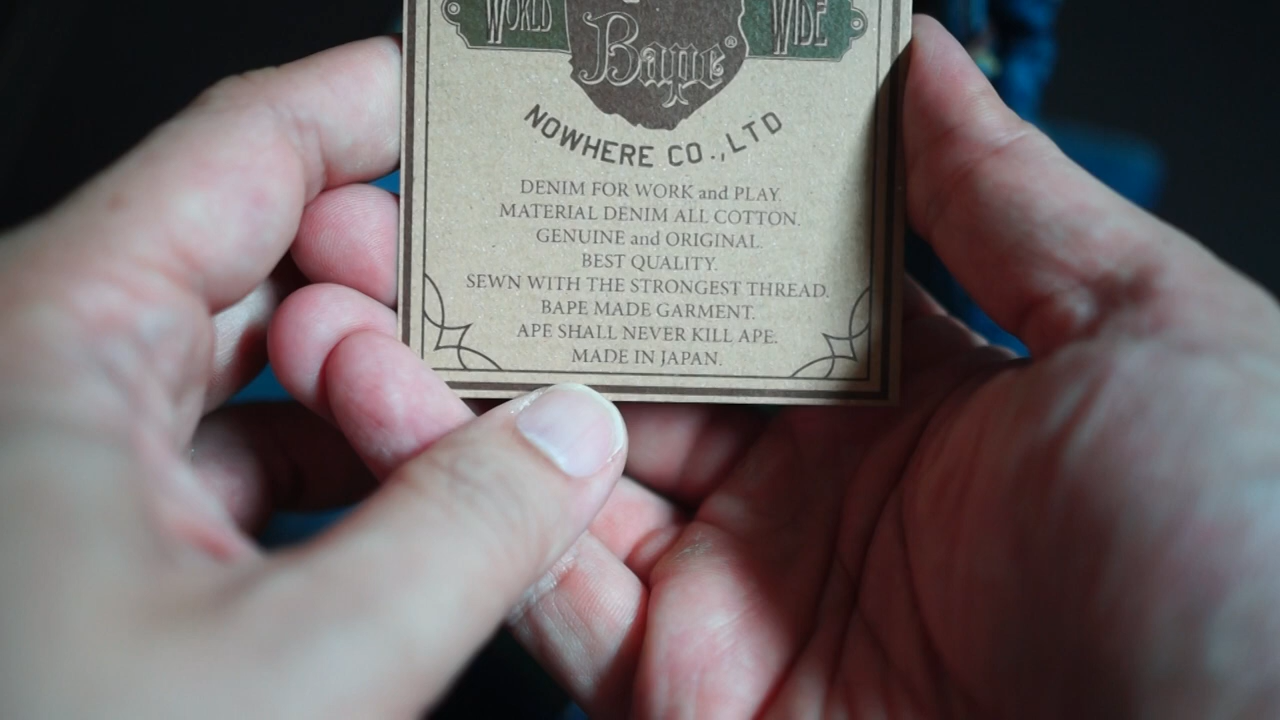 WORLD WIDE
Bape®
NOWHERE CO.,LTD
DENIM FOR WORK and PLAY.
MATERIAL DENIM ALL COTTON.
GENUINE and ORIGINAL.
BEST QUALITY.
SEWN WITH THE STRONGEST THREAD.
BAPE MADE GARMENT.
APE SHALL NEVER KILL APE.
MADE IN JAPAN.